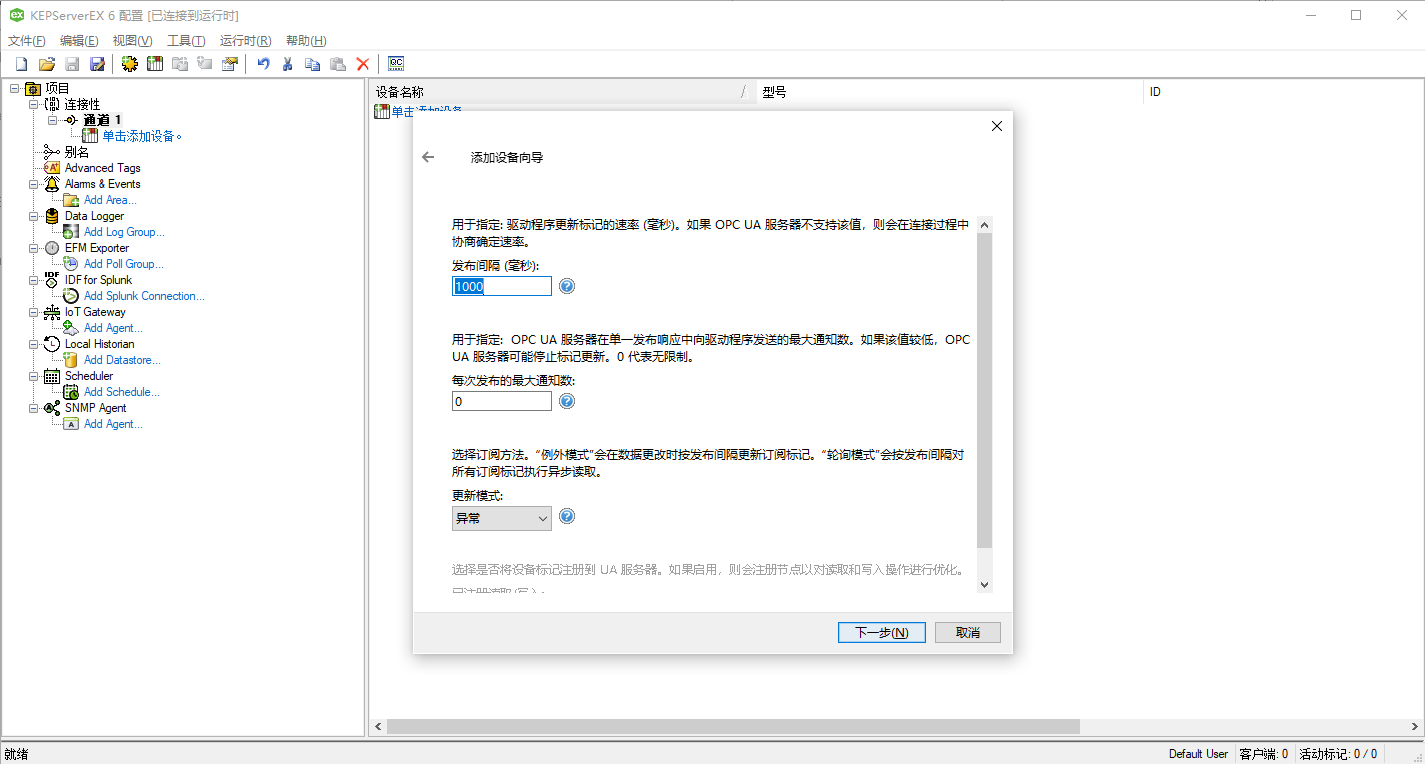 KEPServerEX 6 配置 [已连接到运行时]
文件(F) 编辑(E) 视图(V) 工具(T) 运行时(R) 帮助(H)
项目
连接性
通道 1
单击添加设备。
别名
Advanced Tags
Alarms & Events
Add Area...
Data Logger
Add Log Group...
EFM Exporter
Add Poll Group...
IDF for Splunk
Add Splunk Connection...
IoT Gateway
Add Agent...
Local Historian
Add Datastore...
Scheduler
Add Schedule...
SNMP Agent
Add Agent...
设备名称 / 型号 ID
单击添加设备
添加设备向导
用于指定: 驱动程序更新标记的速率 (毫秒)。如果 OPC UA 服务器不支持该值，则会在连接过程中
协商确定速率。
发布间隔 (毫秒):
1000
用于指定: OPC UA 服务器在单一发布响应中向驱动程序发送的最大通知数。如果该值较低，OPC
UA 服务器可能停止标记更新。0 代表无限制。
每次发布的最大通知数:
0
选择订阅方法。“例外模式”会在数据更改时按发布间隔更新订阅标记。“轮询模式”会按发布间隔对
所有订阅标记执行异步读取。
更新模式:
异常
选择是否将设备标记注册到 UA 服务器。如果启用，则会注册节点以对读取和写入操作进行优化。
下一步(N) 取消
就绪
Default User 客户端: 0 活动标记: 0 / 0